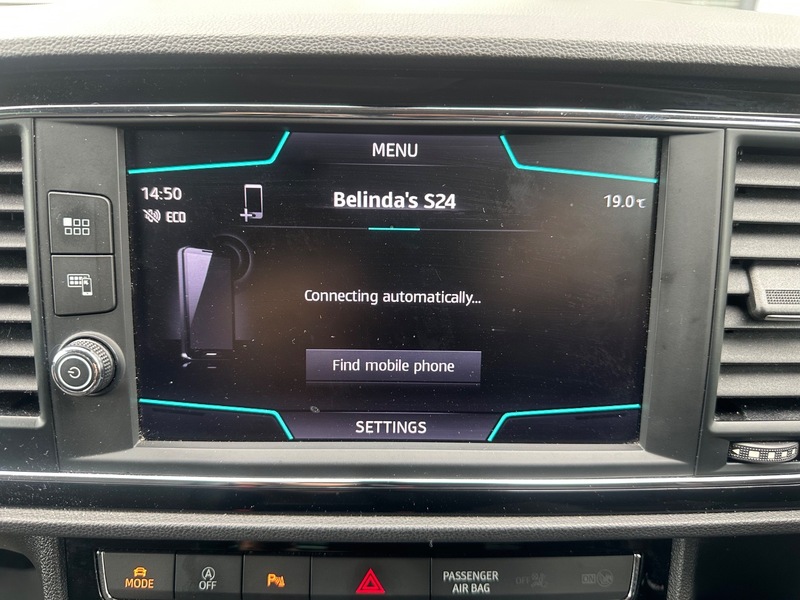 MENU
14:50
Belinda's S24
19.0℃
ECO
Connecting automatically...
Find mobile phone
SETTINGS
MODE
A
OFF
PASSENGER
AIR BAG
OFF
ON